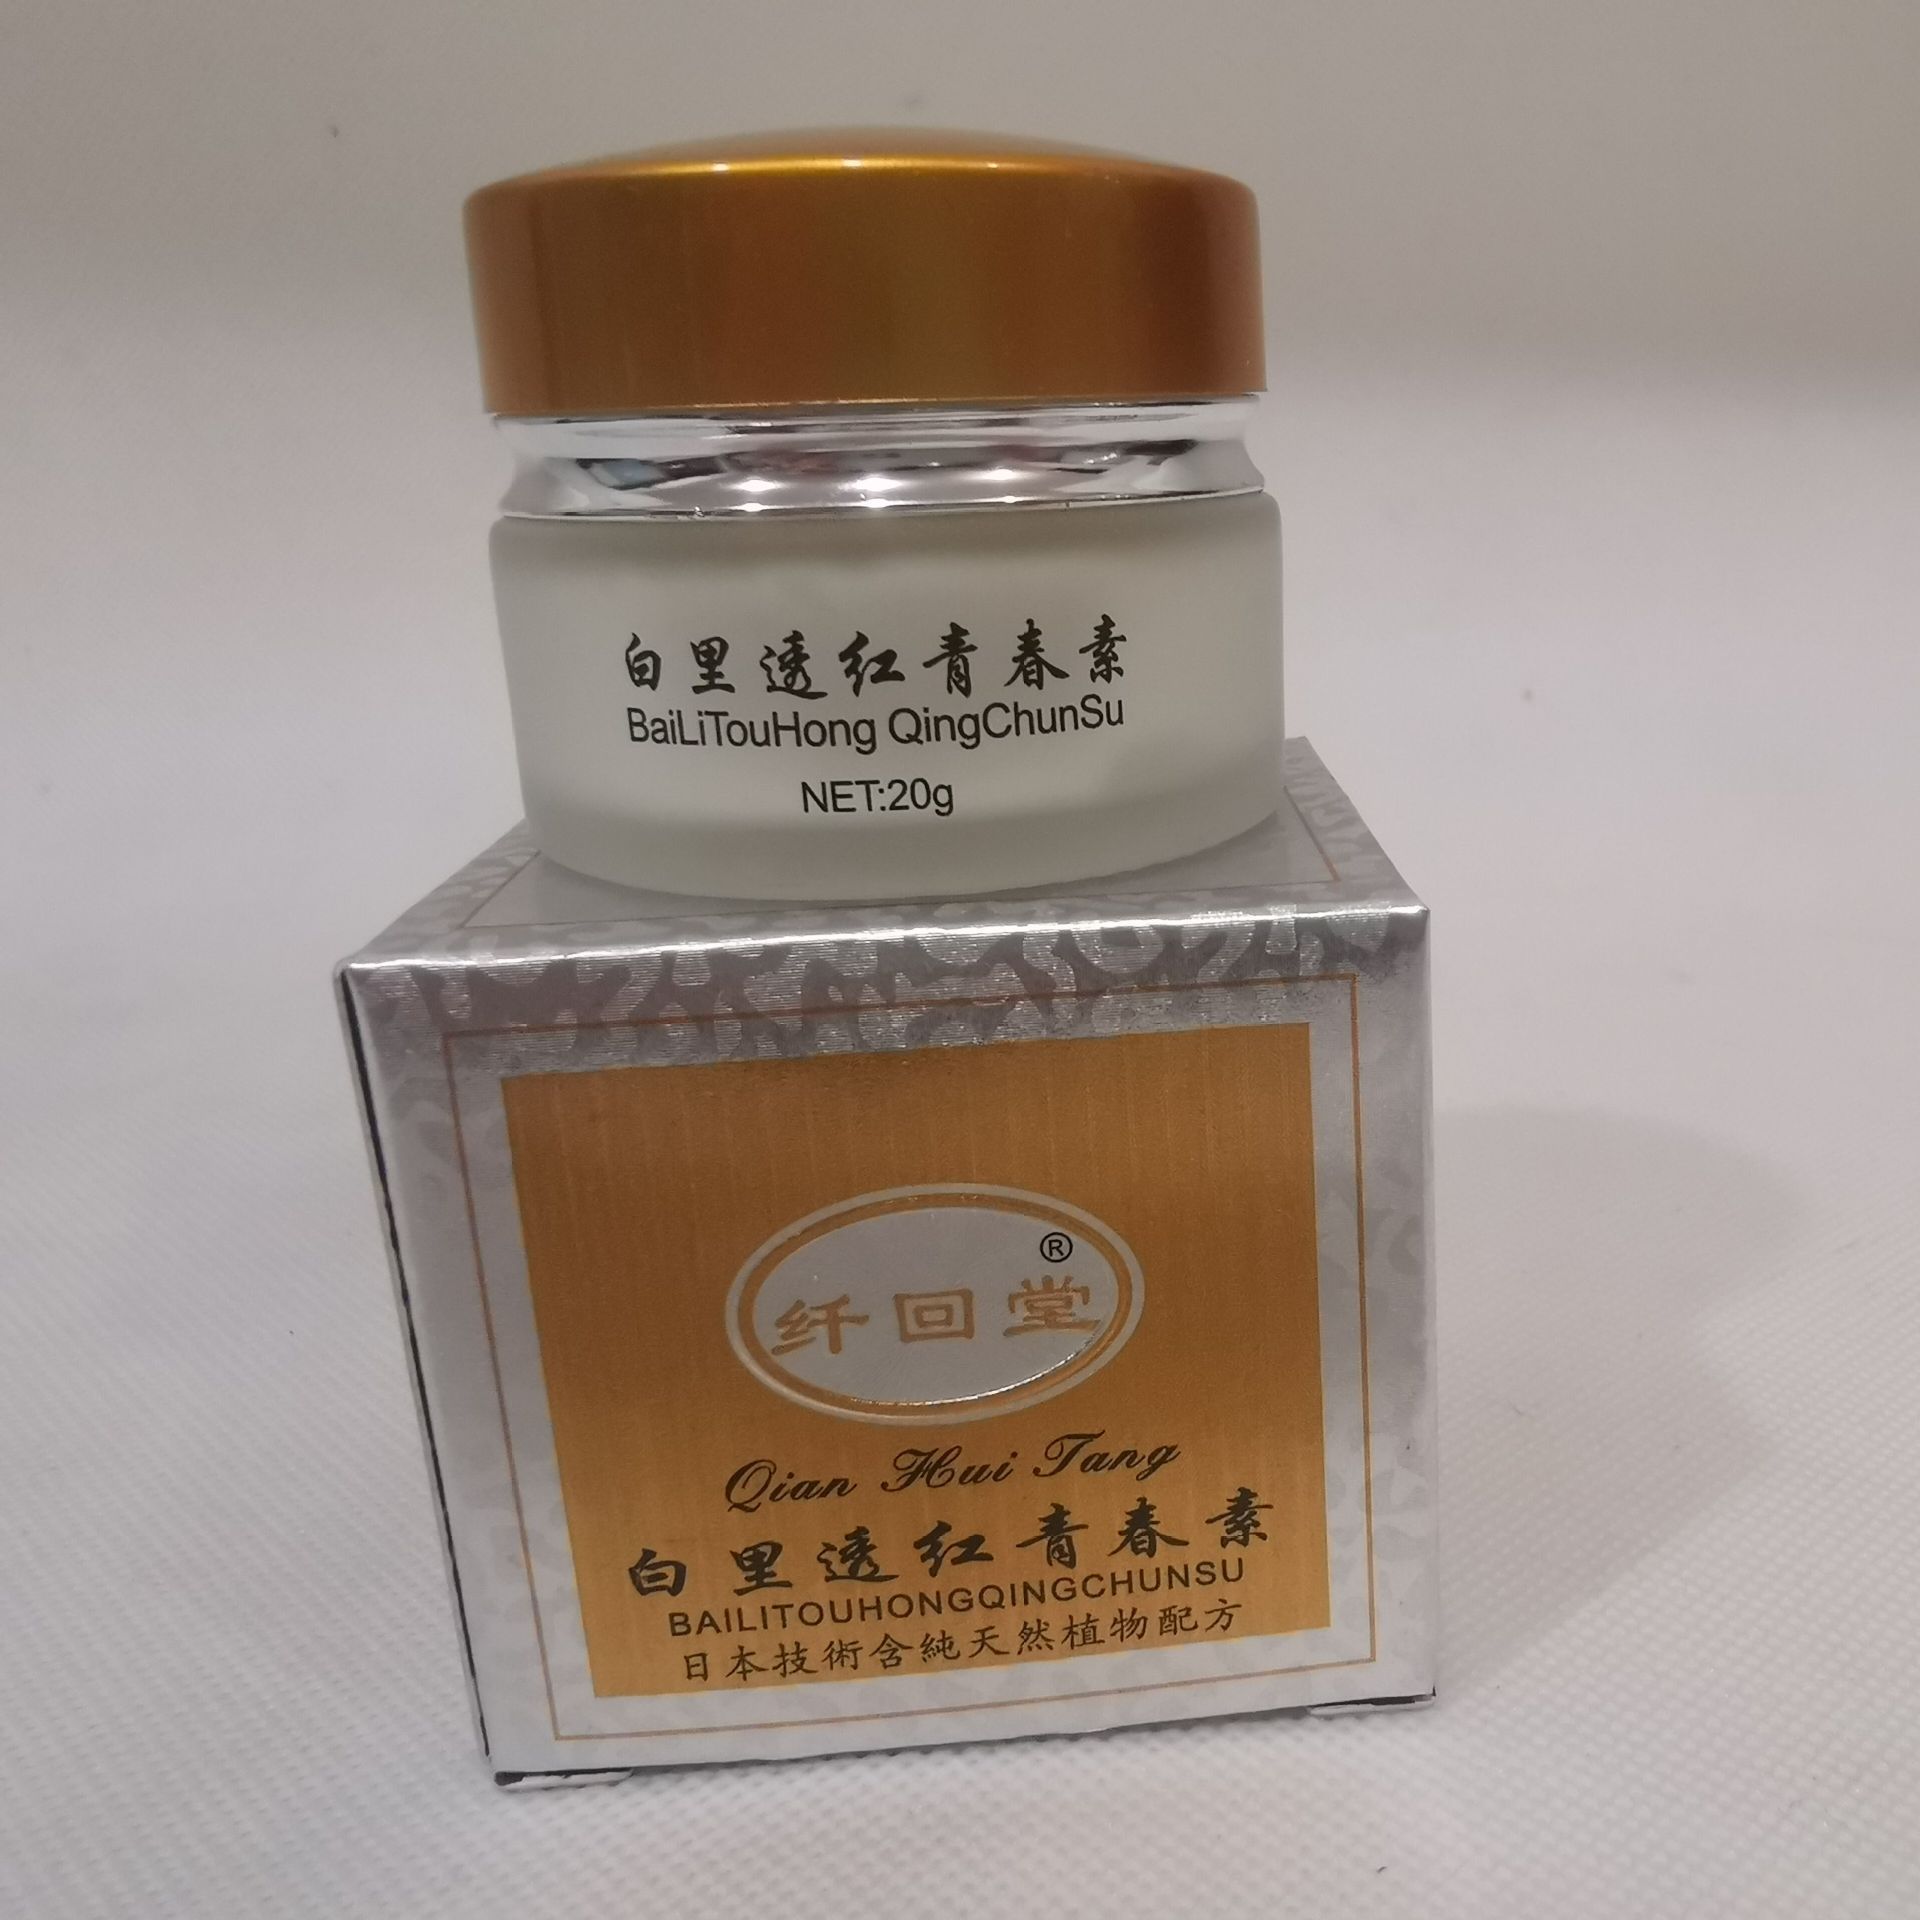 白里透红青春素
BaiLiTouHong QingChunSu
NET:20g
®
纤回堂
Qian Hui Tang
白里透红青春素
BAILITOUHONGQINGCHUNSU
日本技術含純天然植物配方